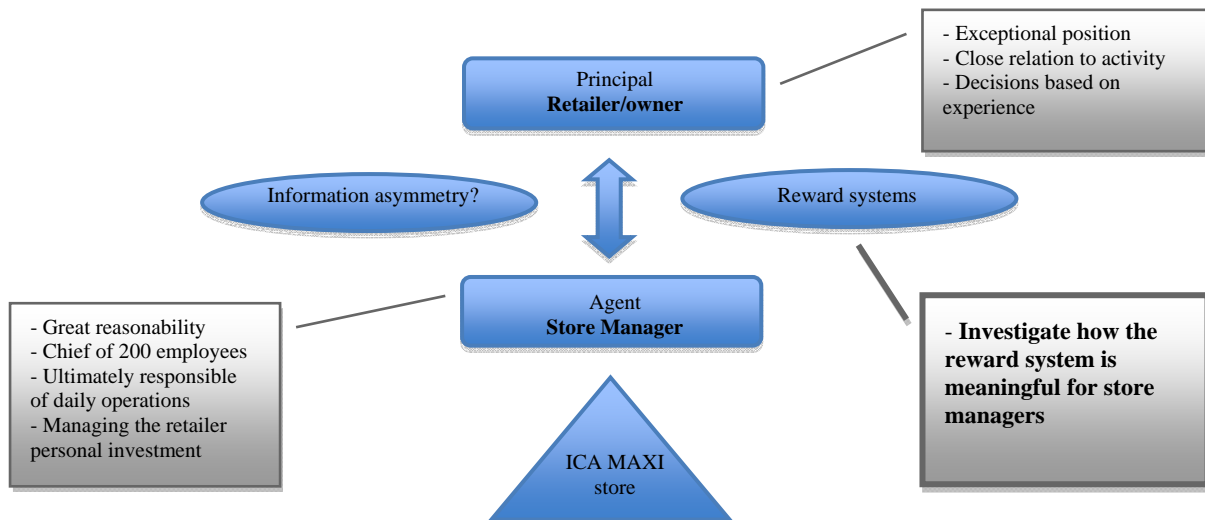 - Exceptional position
- Close relation to activity
- Decisions based on
experience
Principal
Retailer/owner
Information asymmetry?
Reward systems
Agent
Store Manager
- Great reasonability
- Chief of 200 employees
- Ultimately responsible
of daily operations
- Managing the retailer
personal investment
- Investigate how the
reward system is
meaningful for store
managers
ICA MAXI
store